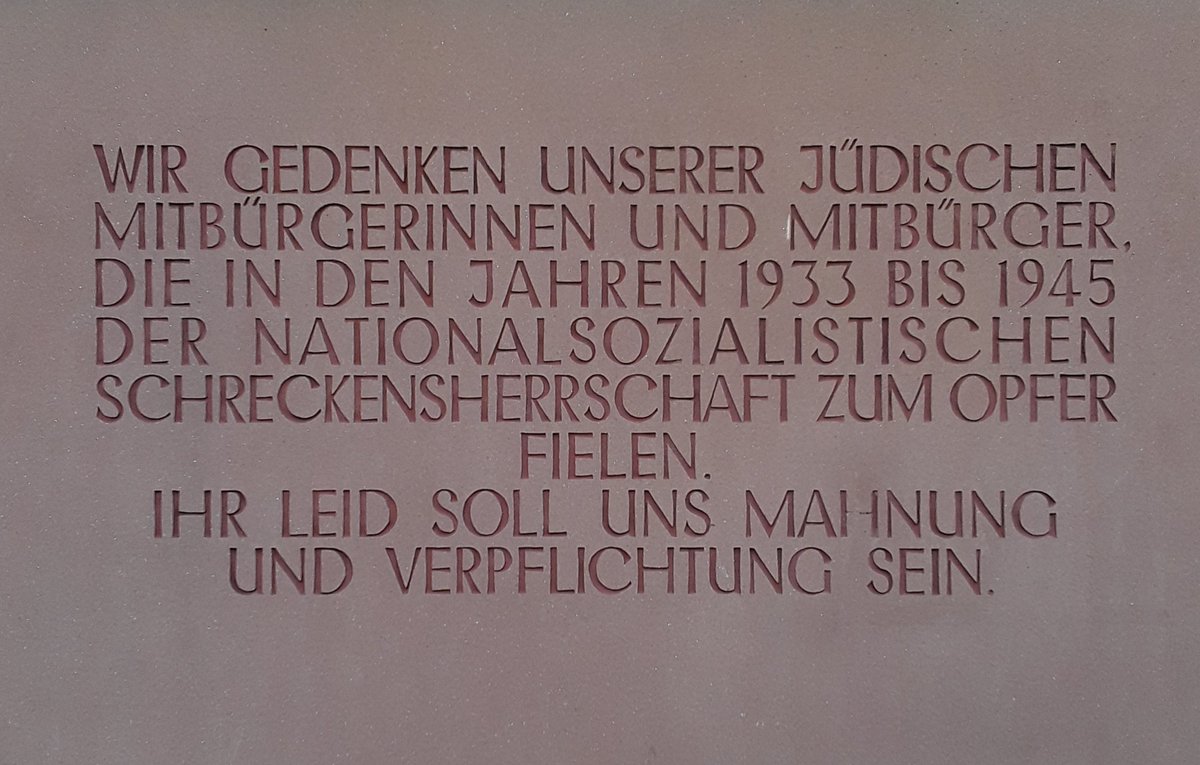 WIR GEDENKEN UNSERER JÜDISCHEN
MITBÜRGERINNEN UND MITBÜRGER,
DIE IN DEN JAHREN 1933 BIS 1945
DER NATIONALSOZIALISTISCHEN
SCHRECKENSHERRSCHAFT ZUM OPFER
FIELEN.
IHR LEID SOLL UNS MAHNUNG
UND VERPFLICHTUNG SEIN.